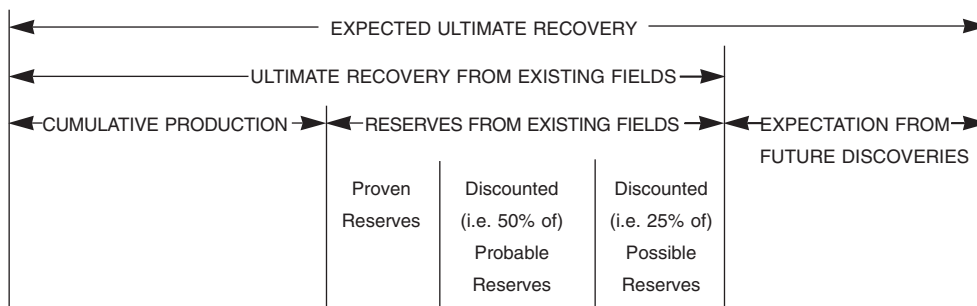 EXPECTED ULTIMATE RECOVERY
ULTIMATE RECOVERY FROM EXISTING FIELDS
CUMULATIVE PRODUCTION
RESERVES FROM EXISTING FIELDS
EXPECTATION FROM
FUTURE DISCOVERIES
Proven
Reserves
Discounted
(i.e. 50% of)
Probable
Reserves
Discounted
(i.e. 25% of)
Possible
Reserves